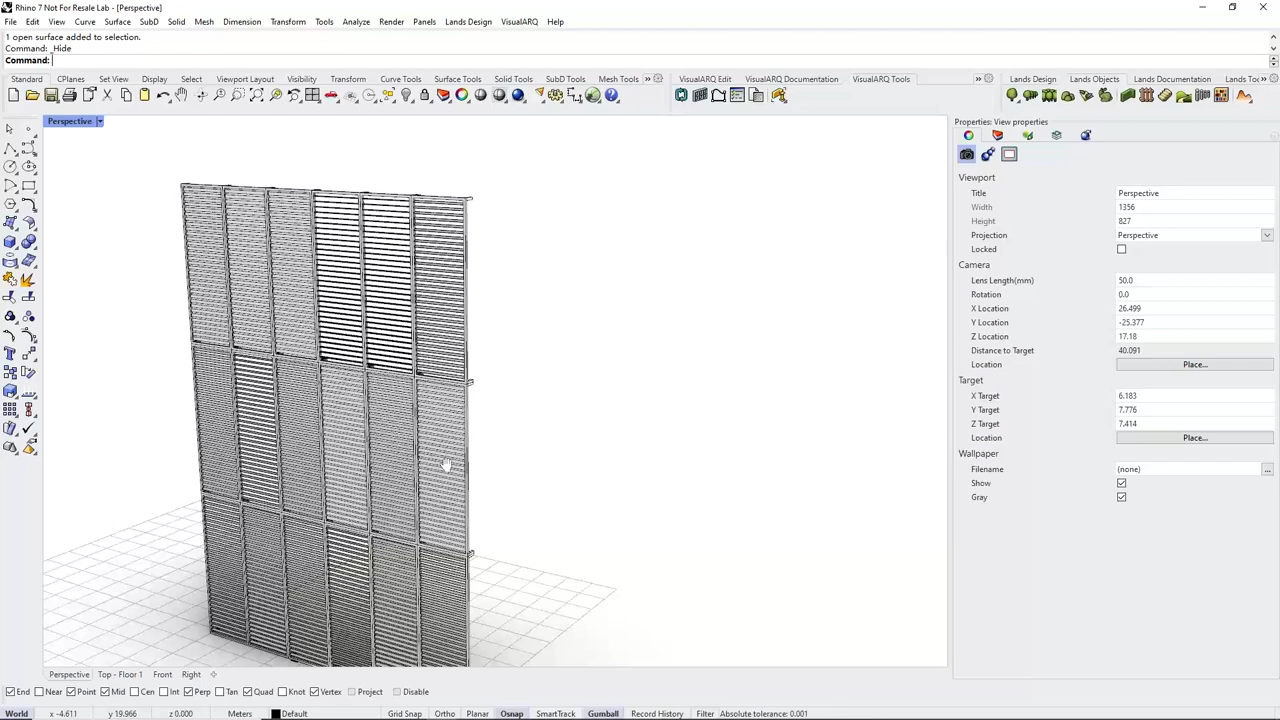 Rhino 7 Not For Resale Lab - [Perspective]
File Edit View Curve Surface SubD Solid Mesh Dimension Transform Tools Analyze Render Panels Lands Design VisualARQ Help
1 open surface added to selection.
Command: _Hide
Command:
Standard CPlanes Set View Display Select Viewport Layout Visibility Transform Curve Tools Surface Tools Solid Tools SubD Tools Mesh Tools » VisualARQ Edit VisualARQ Documentation VisualARQ Tools » Lands Design Lands Objects Lands Documentation Lands To
Perspective
Properties: View properties
Viewport
Title Perspective
Width 1356
Height 827
Projection Perspective
Locked
Camera
Lens Length(mm) 50.0
Rotation 0.0
X Location 26.499
Y Location -25.377
Z Location 17.18
Distance to Target 40.091
Location Place...
Target
X Target 6.183
Y Target 7.776
Z Target 7.414
Location Place...
Wallpaper
Filename (none) ...
Show
Gray
Perspective Top - Floor 1 Front Right
End Near Point Mid Cen Int Perp Tan Quad Knot Vertex Project Disable
World x -4.611 y 19.966 z 0.000 Meters Default Grid Snap Ortho Planar Osnap SmartTrack Gumball Record History Filter Absolute tolerance: 0.001